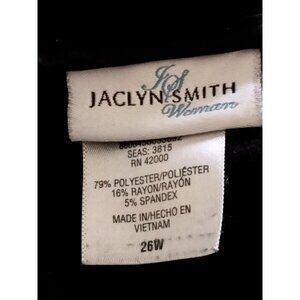 JS
JACLYN SMITH
Woman
SEAS: 3815
RN 42000
79% POLYESTER/POLIÉSTER
16% RAYON/RAYÓN
5% SPANDEX
MADE IN/HECHO EN
VIETNAM
26W